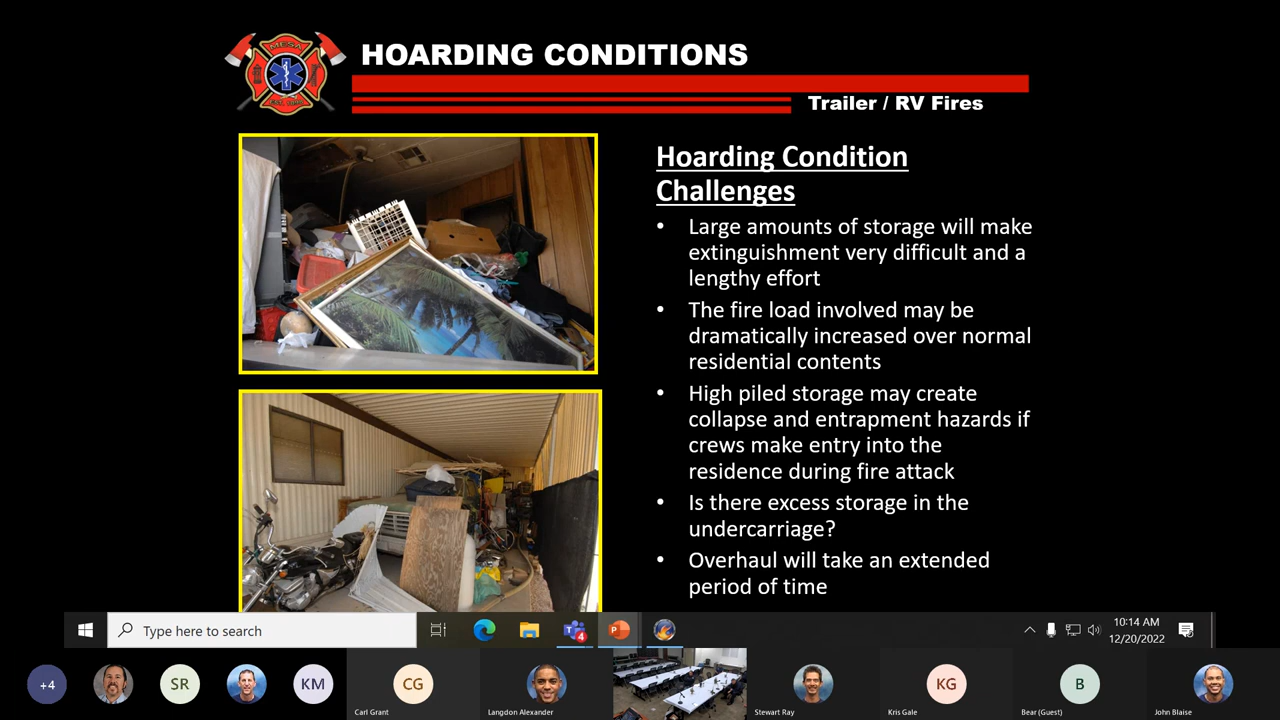 MESA
EST. 1898
HOARDING CONDITIONS
Trailer / RV Fires
Hoarding Condition
Challenges
• Large amounts of storage will make
extinguishment very difficult and a
lengthy effort
• The fire load involved may be
dramatically increased over normal
residential contents
• High piled storage may create
collapse and entrapment hazards if
crews make entry into the
residence during fire attack
• Is there excess storage in the
undercarriage?
• Overhaul will take an extended
period of time
Type here to search
4
10:14 AM
12/20/2022
+4
SR
KM
CG
KG
B
Carl Grant
Langdon Alexander
Stewart Ray
Kris Gale
Bear (Guest)
John Blaise